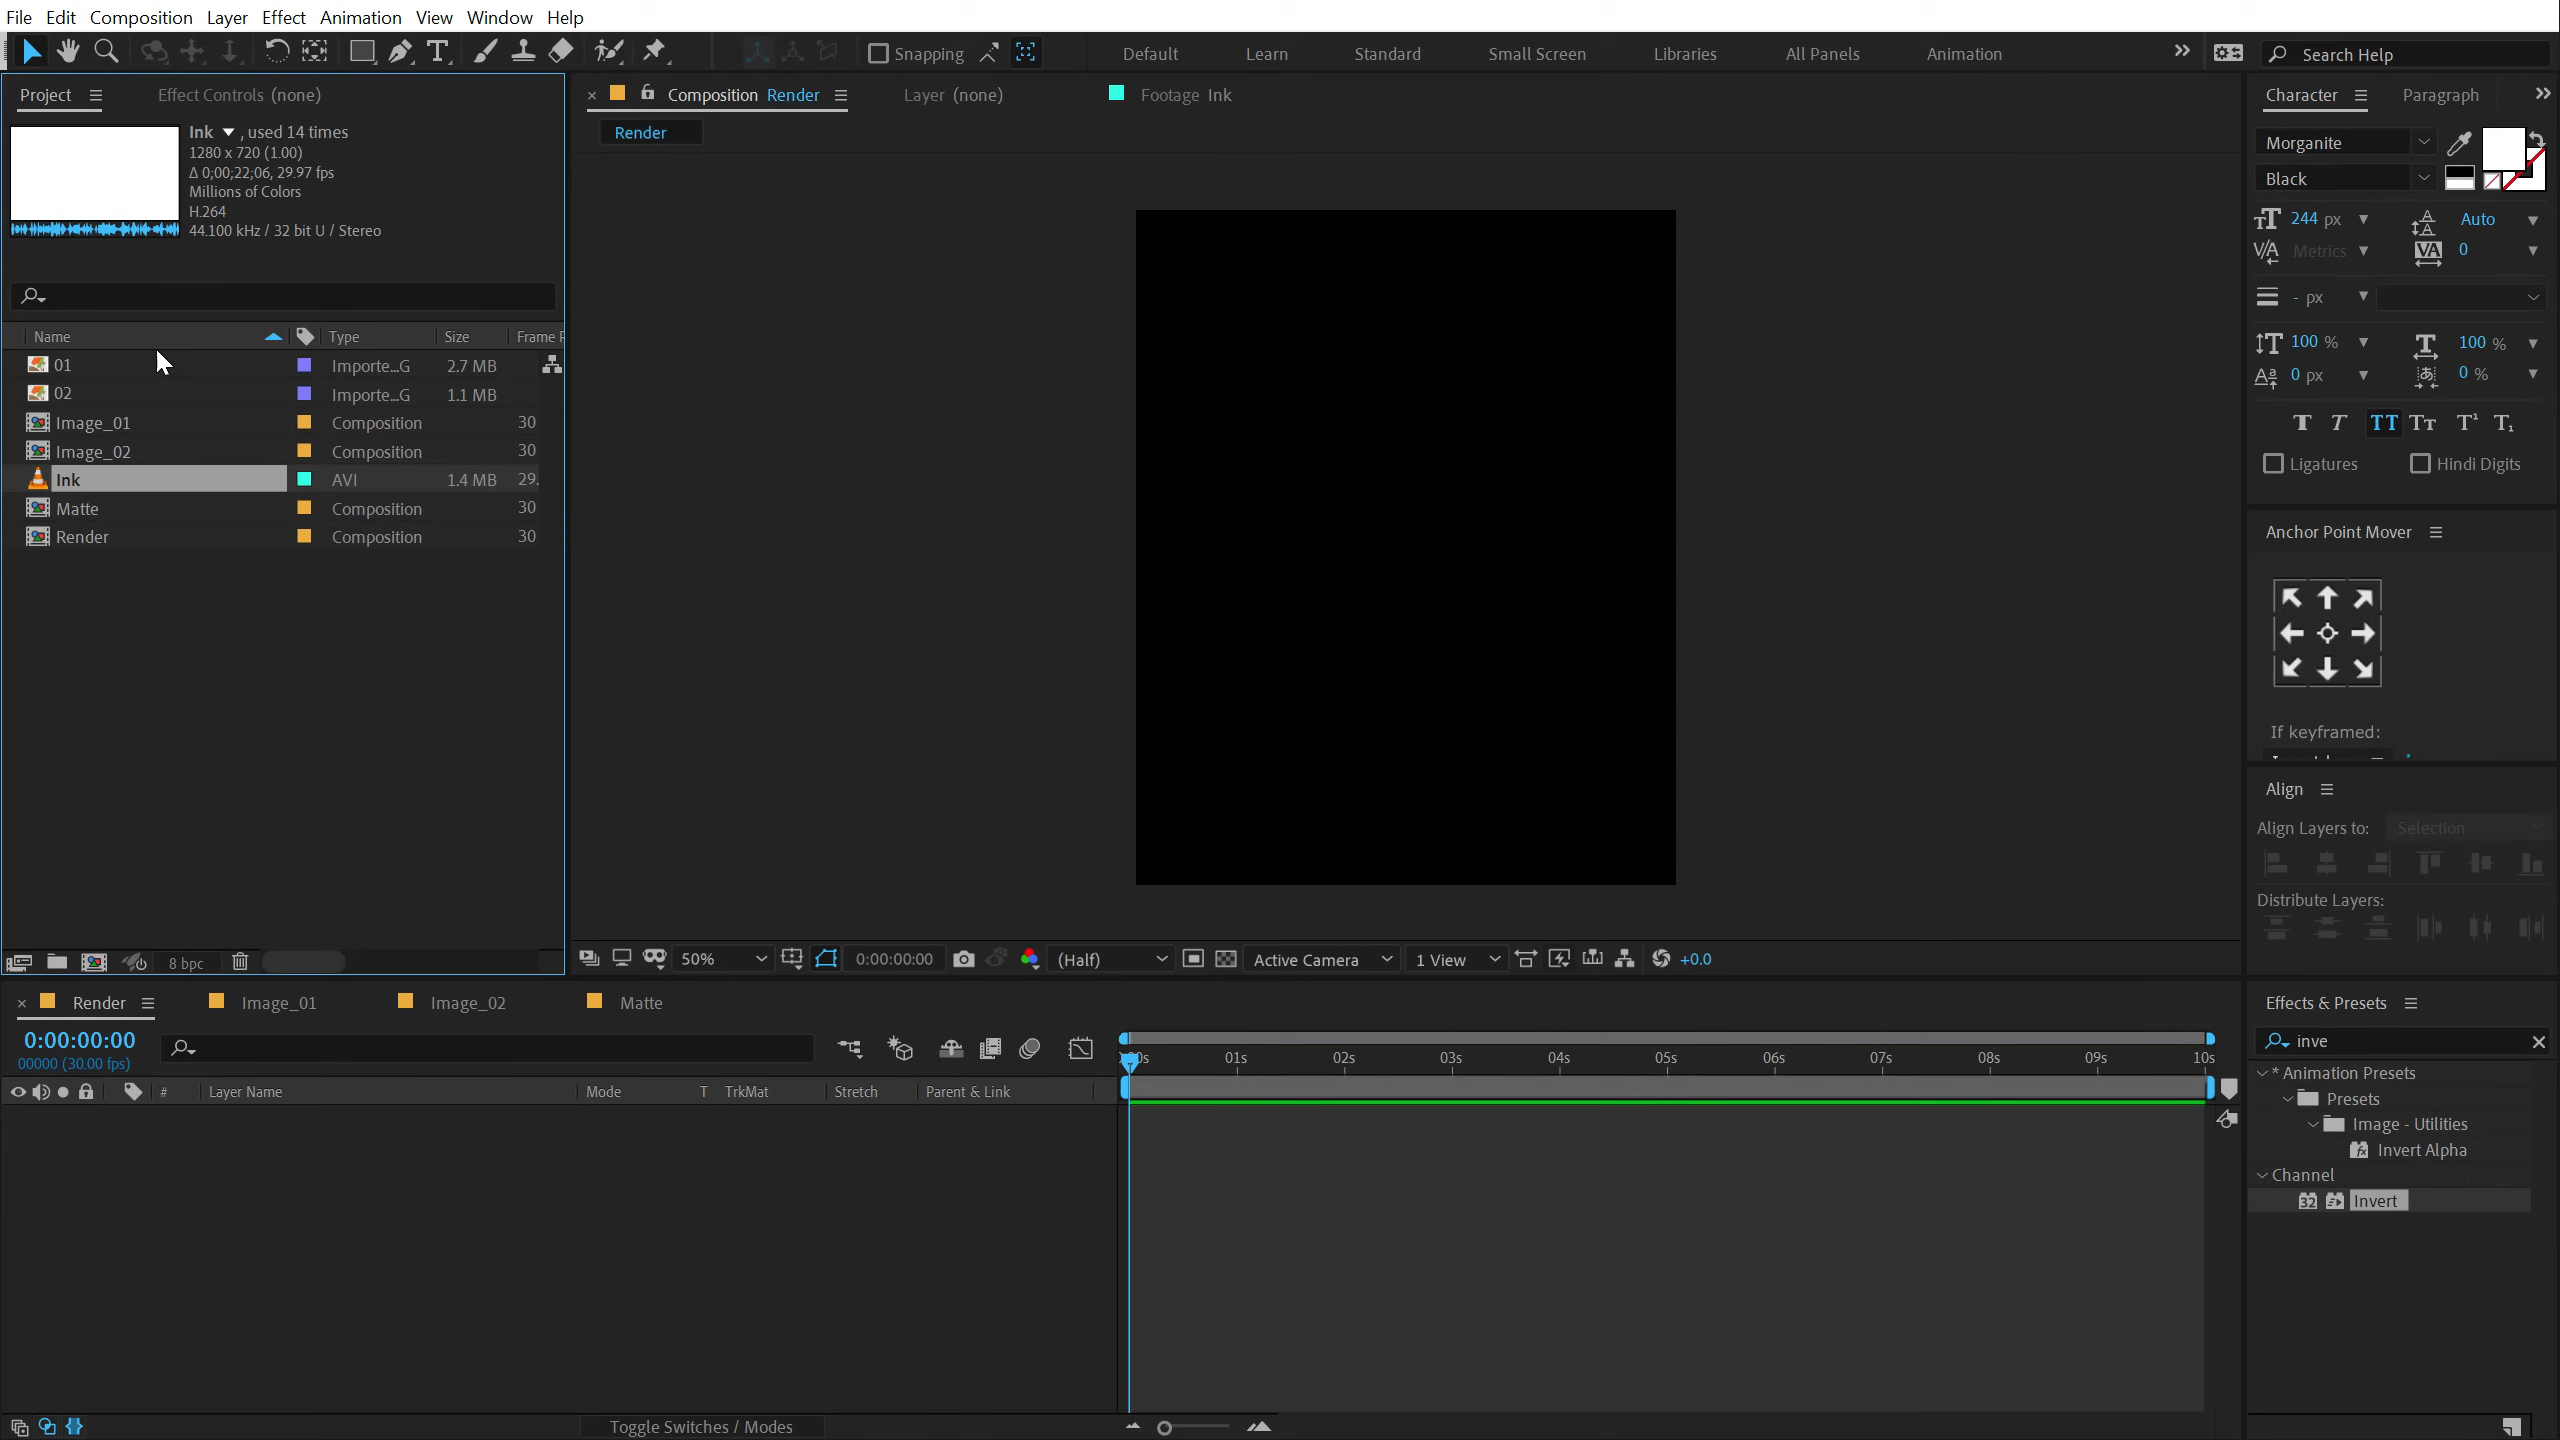 File Edit Composition Layer Effect Animation View Window Help
Snapping
Default Learn Standard Small Screen Libraries All Panels Animation
Search Help
Project
Effect Controls (none)
Ink , used 14 times
1280 x 720 (1.00)
Δ 0;00;22;06, 29.97 fps
Millions of Colors
H.264
44.100 kHz / 32 bit U / Stereo
Name Type Size Frame F
01 Importe...G 2.7 MB
02 Importe...G 1.1 MB
Image_01 Composition 30
Image_02 Composition 30
Ink AVI 1.4 MB 29.
Matte Composition 30
Render Composition 30
8 bpc
Composition Render
Layer (none)
Footage Ink
Render
50% 0:00:00:00 (Half) Active Camera 1 View +0.0
Character Paragraph
Morganite
Black
244 px Auto
Metrics 0
- px
100 % 100 %
0 px 0 %
Ligatures Hindi Digits
Anchor Point Mover
If keyframed:
Align
Align Layers to: Selection
Distribute Layers:
Render Image_01 Image_02 Matte
0:00:00:00
00000 (30.00 fps)
# Layer Name Mode T TrkMat Stretch Parent & Link
01s 02s 03s 04s 05s 06s 07s 08s 09s 10s
Toggle Switches / Modes
Effects & Presets
inve
* Animation Presets
Presets
Image - Utilities
Invert Alpha
Channel
32 Invert